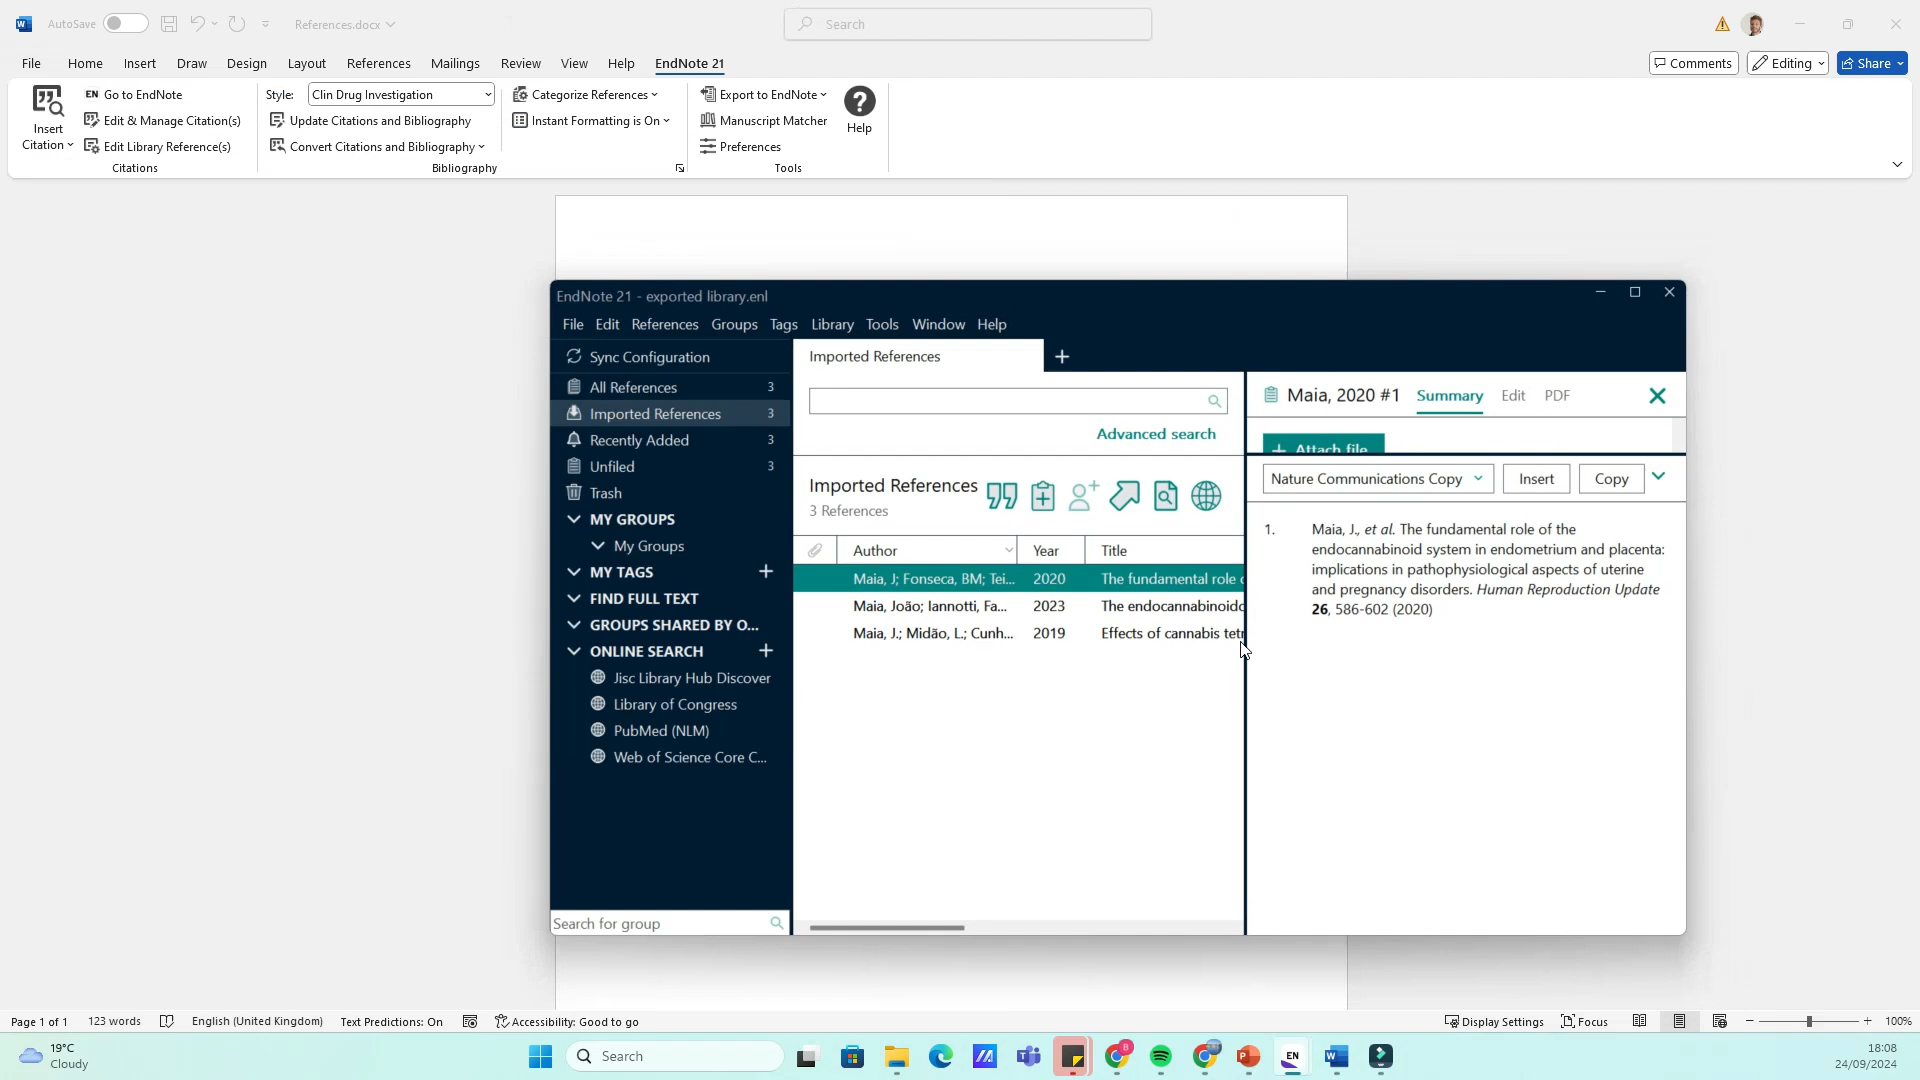 AutoSave
References.docx
Search
File Home Insert Draw Design Layout References Mailings Review View Help EndNote 21
Comments Editing Share
Insert Citation
EN Go to EndNote
Edit & Manage Citation(s)
Edit Library Reference(s)
Citations
Style: Clin Drug Investigation
Update Citations and Bibliography
Convert Citations and Bibliography
Categorize References
Instant Formatting is On
Bibliography
Export to EndNote
Manuscript Matcher
Preferences
Tools
? Help
EndNote 21 - exported library.enl
File Edit References Groups Tags Library Tools Window Help
Sync Configuration
All References 3
Imported References 3
Recently Added 3
Unfiled 3
Trash
MY GROUPS
My Groups
MY TAGS
FIND FULL TEXT
GROUPS SHARED BY O...
ONLINE SEARCH
Jisc Library Hub Discover
Library of Congress
PubMed (NLM)
Web of Science Core C...
Search for group
Imported References
Advanced search
Imported References
3 References
Author Year Title
Maia, J; Fonseca, BM; Tei... 2020 The fundamental role
Maia, João; Iannotti, Fa... 2023 The endocannabinoid
Maia, J.; Midão, L.; Cunh... 2019 Effects of cannabis tetr
Maia, 2020 #1 Summary Edit PDF
Attach file
Nature Communications Copy Insert Copy
1. Maia, J., et al. The fundamental role of the
endocannabinoid system in endometrium and placenta:
implications in pathophysiological aspects of uterine
and pregnancy disorders. Human Reproduction Update
26, 586-602 (2020)
Page 1 of 1 123 words English (United Kingdom) Text Predictions: On Accessibility: Good to go
Display Settings Focus 100%
19°C
Cloudy
Search
EN
18:08
24/09/2024